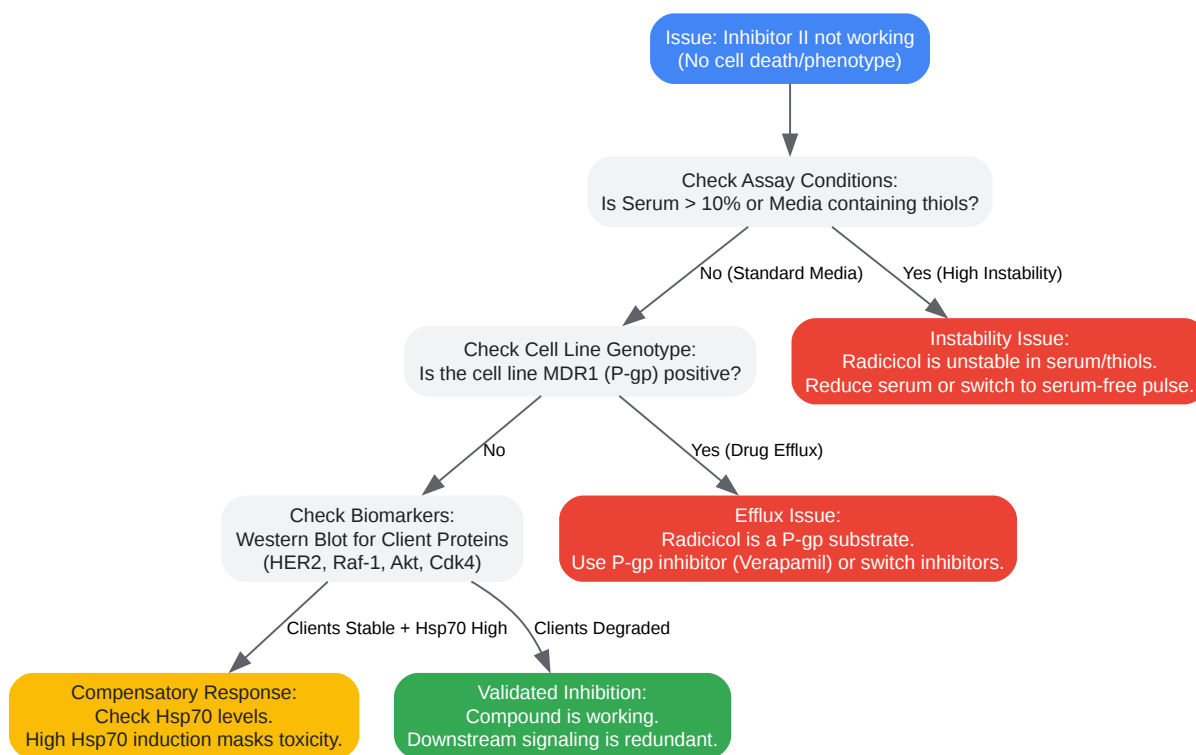 Issue: Inhibitor II not working
(No cell death/phenotype)
Check Assay Conditions:
Is Serum > 10% or Media containing thiols?
No (Standard Media)
Yes (High Instability)
Check Cell Line Genotype:
Is the cell line MDR1 (P-gp) positive?
Instability Issue:
Radicicol is unstable in serum/thiols.
Reduce serum or switch to serum-free pulse.
No
Yes (Drug Efflux)
Check Biomarkers:
Western Blot for Client Proteins
(HER2, Raf-1, Akt, Cdk4)
Efflux Issue:
Radicicol is a P-gp substrate.
Use P-gp inhibitor (Verapamil) or switch inhibitors.
Clients Stable + Hsp70 High
Clients Degraded
Compensatory Response:
Check Hsp70 levels.
High Hsp70 induction masks toxicity.
Validated Inhibition:
Compound is working.
Downstream signaling is redundant.